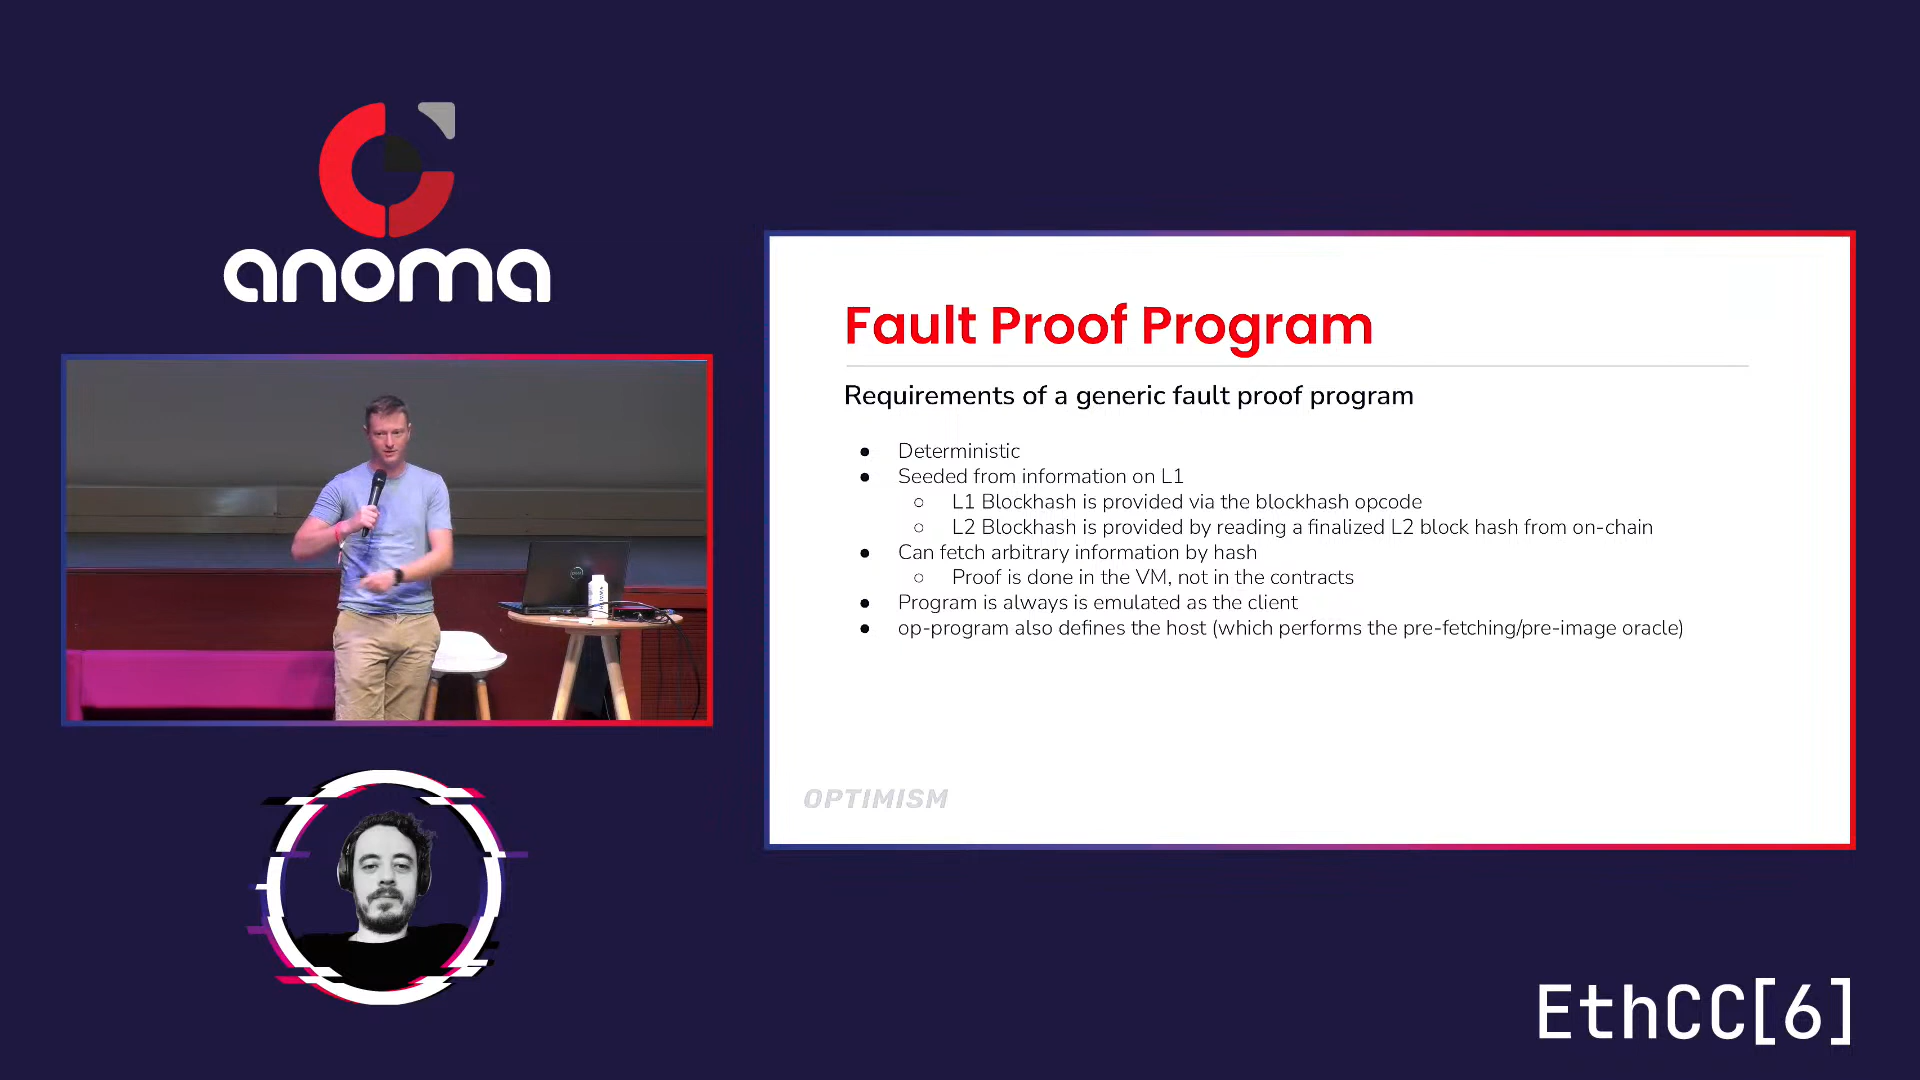 anoma
Fault Proof Program
Requirements of a generic fault proof program
● Deterministic
● Seeded from information on L1
○ L1 Blockhash is provided via the blockhash opcode
○ L2 Blockhash is provided by reading a finalized L2 block hash from on-chain
● Can fetch arbitrary information by hash
○ Proof is done in the VM, not in the contracts
● Program is always is emulated as the client
● op-program also defines the host (which performs the pre-fetching/pre-image oracle)
OPTIMISM
EthCC[6]